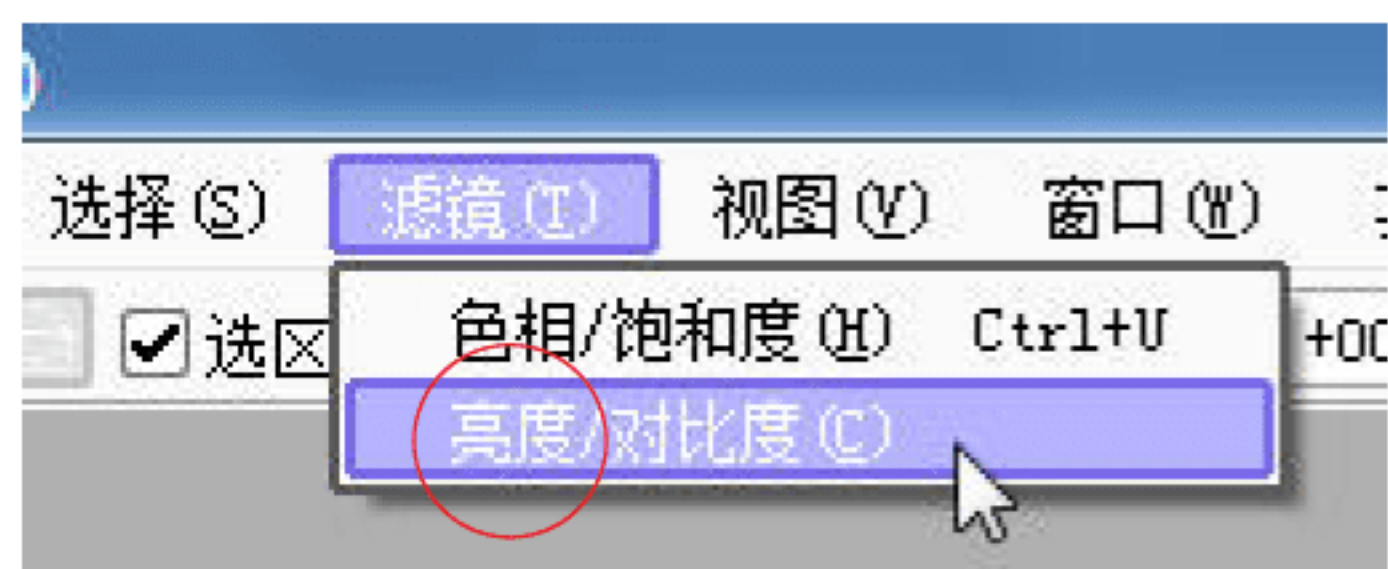 选择(S) 滤镜(T) 视图(V) 窗口(W)
选区 +00
色相/饱和度(H) Ctrl+U
亮度/对比度(C)